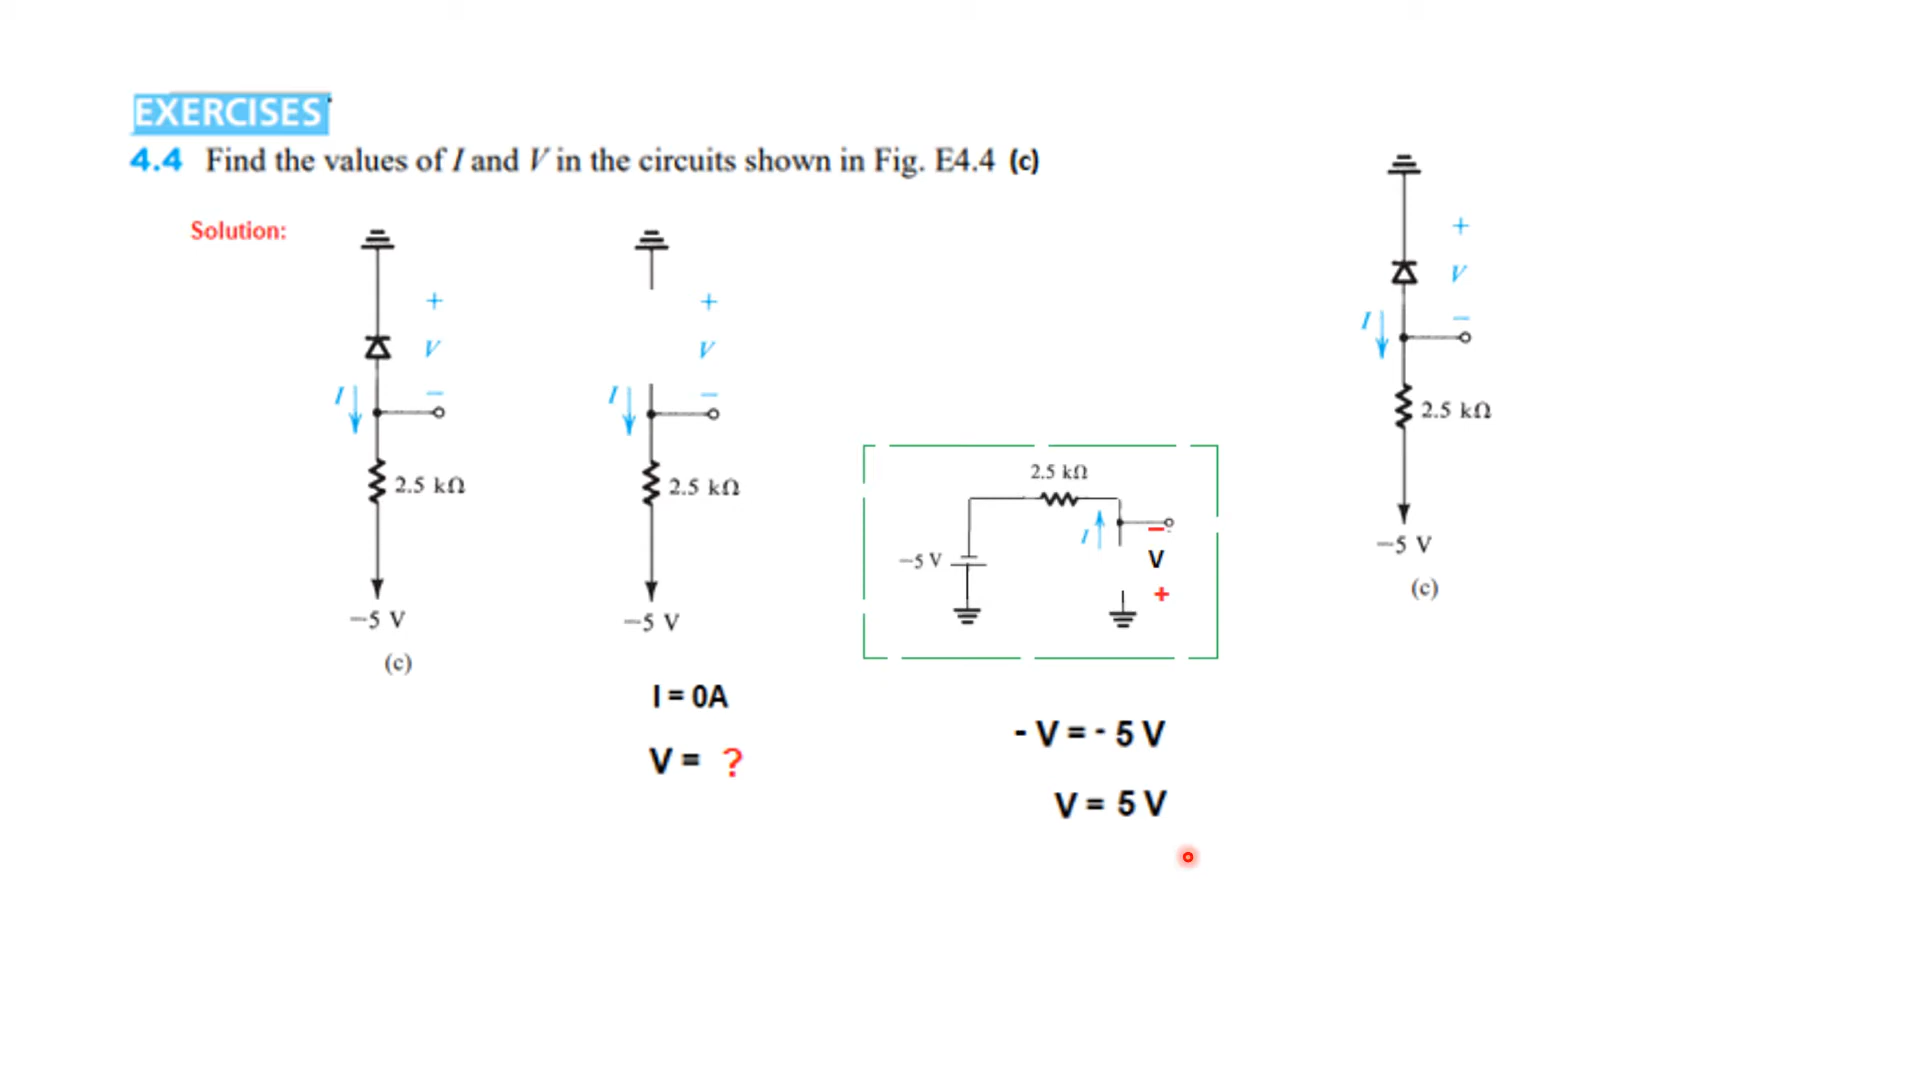 EXERCISES
4.4 Find the values of I and V in the circuits shown in Fig. E4.4 (c)
Solution:
+
V
−
I
2.5 kΩ
−5 V
(c)
+
V
−
I
2.5 kΩ
−5 V
I = 0A
V = ?
2.5 kΩ
I
−5 V
−
V
+
- V = - 5 V
V = 5 V
+
V
−
I
2.5 kΩ
−5 V
(c)